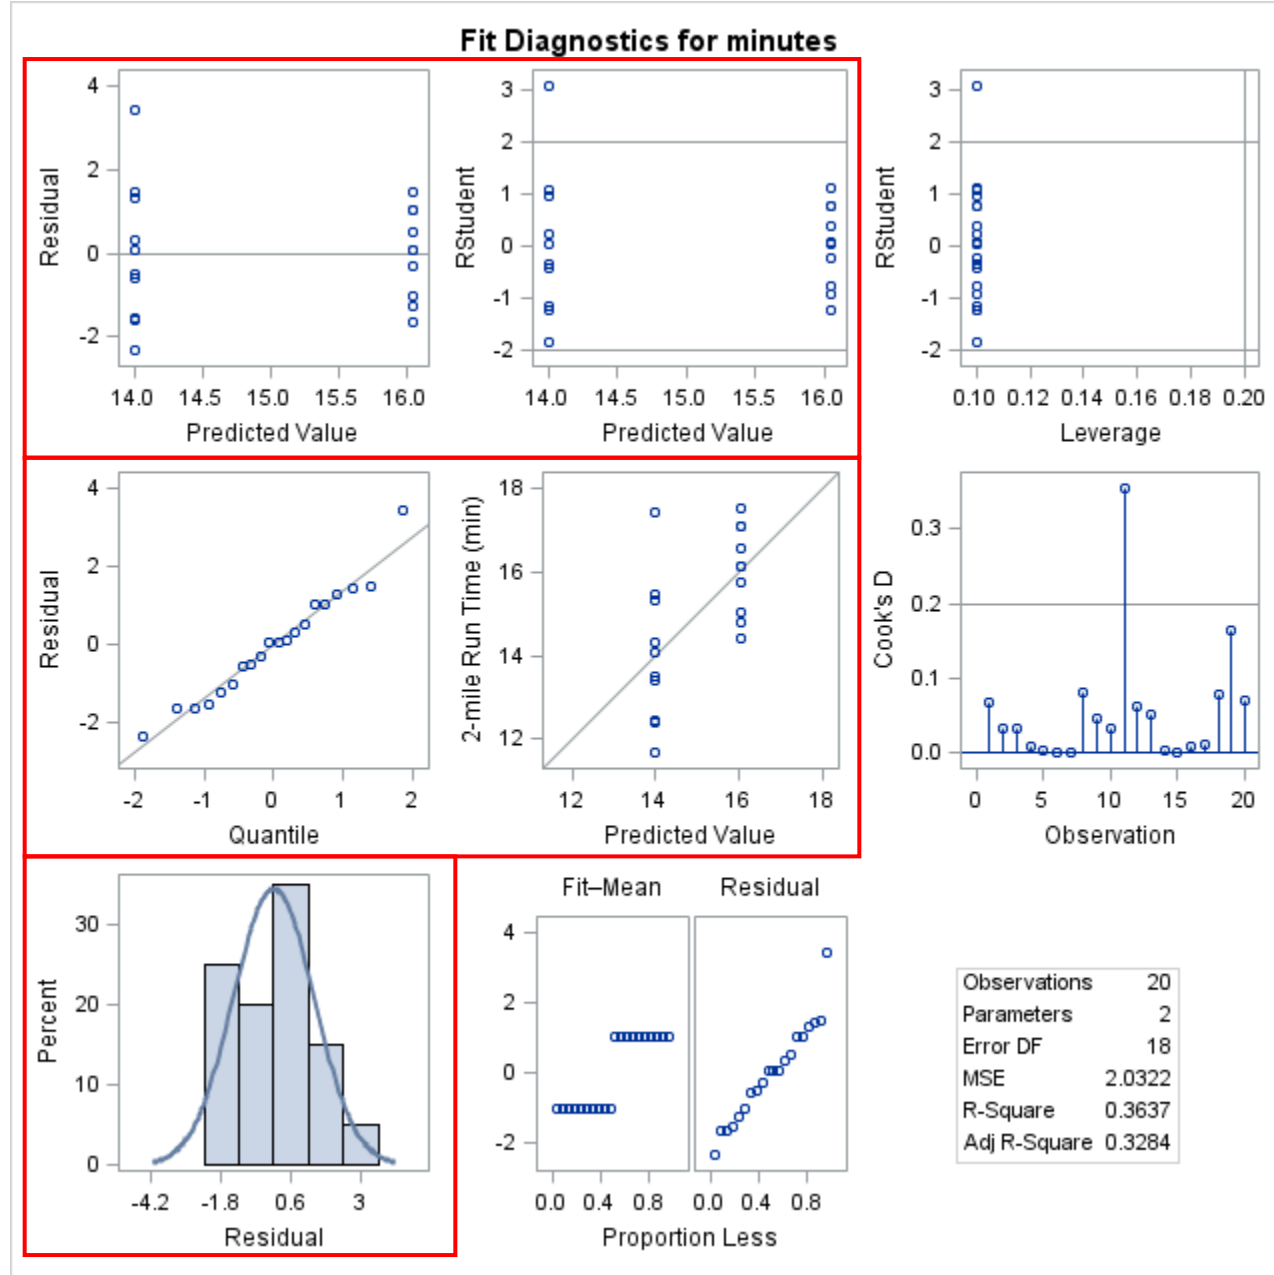 Fit Diagnostics for minutes
4
2
0
-2
Residual
14.0 14.5 15.0 15.5 16.0
Predicted Value
3
2
1
0
-1
-2
RStudent
14.0 14.5 15.0 15.5 16.0
Predicted Value
3
2
1
0
-1
-2
RStudent
0.10 0.12 0.14 0.16 0.18 0.20
Leverage
4
2
0
-2
Residual
-2 -1 0 1 2
Quantile
18
16
14
12
2-mile Run Time (min)
12 14 16 18
Predicted Value
0.3
0.2
0.1
0.0
Cook's D
0 5 10 15 20
Observation
30
20
10
0
Percent
-4.2 -1.8 0.6 3
Residual
Fit–Mean Residual
4
2
0
-2
0.0 0.4 0.8 0.0 0.4 0.8
Proportion Less
Observations 20
Parameters 2
Error DF 18
MSE 2.0322
R-Square 0.3637
Adj R-Square 0.3284